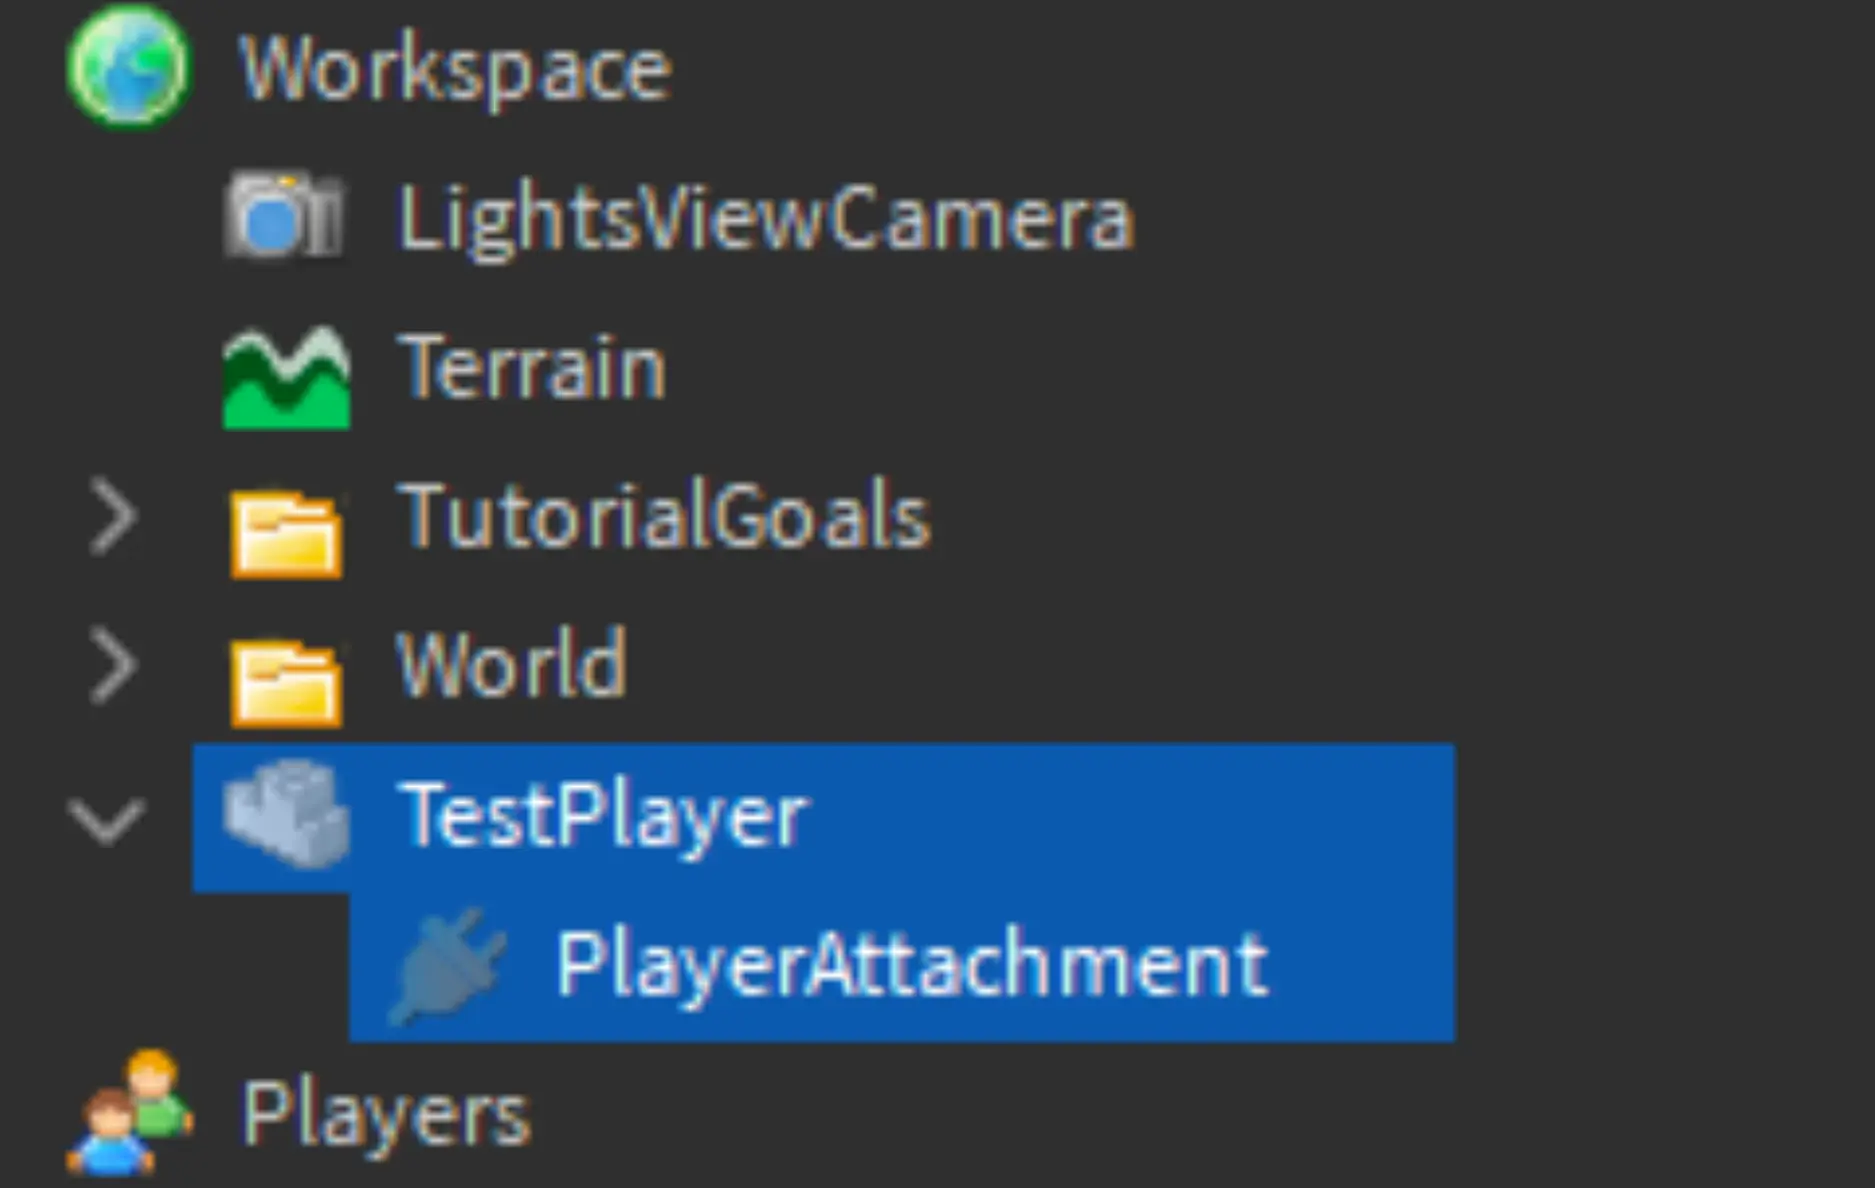 Workspace
LightsViewCamera
Terrain
TutorialGoals
World
TestPlayer
PlayerAttachment
Players